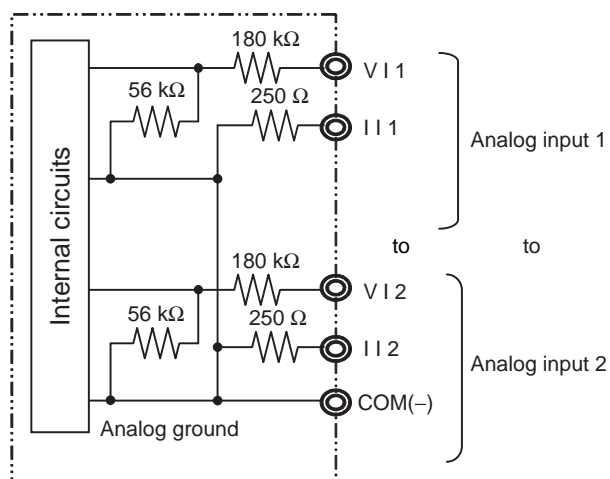 180 kΩ
V I 1
56 kΩ
250 Ω
I I 1
Analog input 1
Internal circuits
to
to
180 kΩ
V I 2
56 kΩ
250 Ω
I I 2
Analog input 2
COM(−)
Analog ground